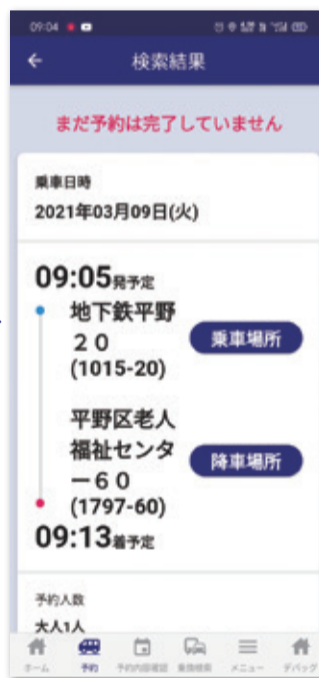 09:04
検索結果
まだ予約は完了していません
乗車日時
2021年03月09日(火)
09:05発予定
地下鉄平野
20
(1015-20)
乗車場所
平野区老人
福祉センタ
ー60
(1797-60)
降車場所
09:13着予定
予約人数
大人1人
ホーム 予約 予約内容確認 乗換検索 メニュー デバッグ